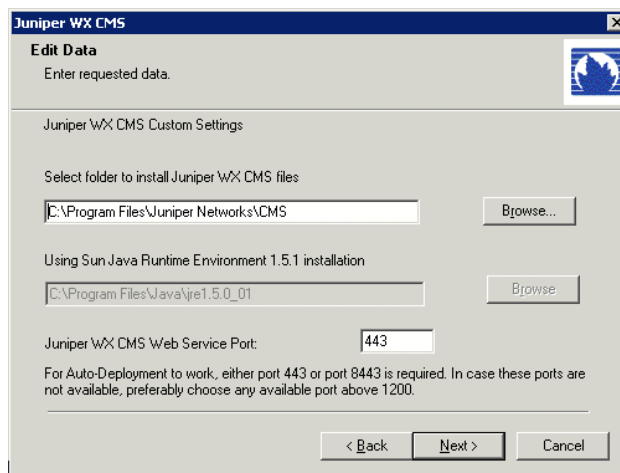 Juniper WX CMS
Edit Data
Enter requested data.
Juniper WX CMS Custom Settings
Select folder to install Juniper WX CMS files
C:\Program Files\Juniper Networks\CMS
Browse...
Using Sun Java Runtime Environment 1.5.1 installation
C:\Program Files\Java\jre1.5.0_01
Browse
Juniper WX CMS Web Service Port:
443
For Auto-Deployment to work, either port 443 or port 8443 is required. In case these ports are
not available, preferably choose any available port above 1200.
< Back
Next >
Cancel